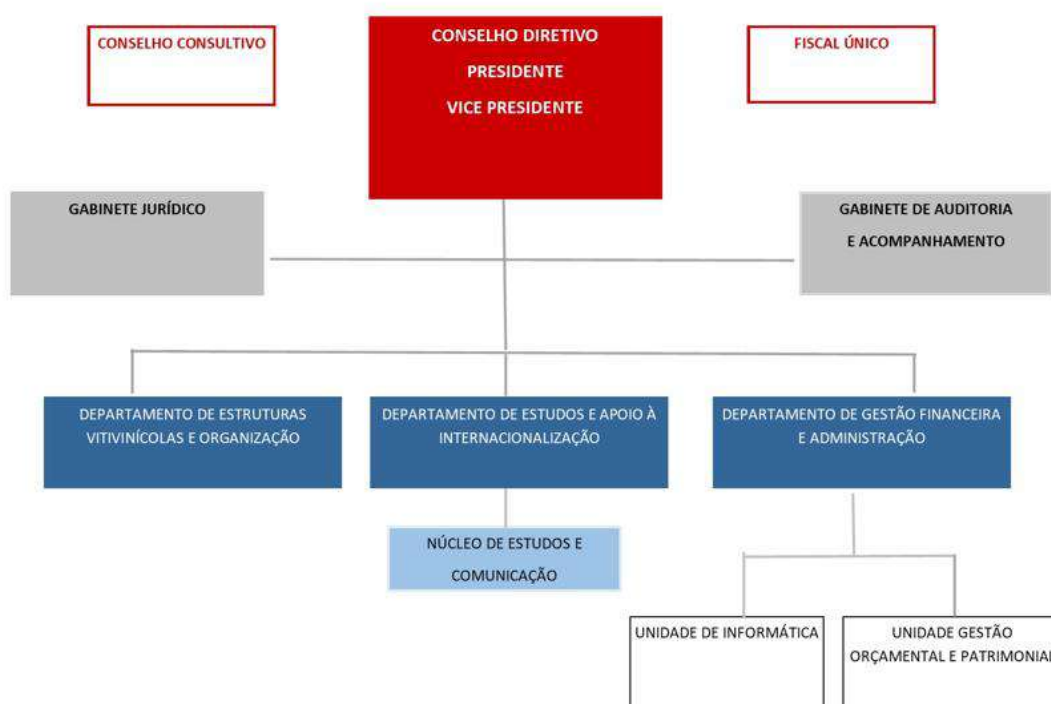 CONSELHO CONSULTIVO
CONSELHO DIRETIVO
PRESIDENTE
VICE PRESIDENTE
FISCAL ÚNICO
GABINETE JURÍDICO
GABINETE DE AUDITORIA
E ACOMPANHAMENTO
DEPARTAMENTO DE ESTRUTURAS
VITIVINÍCOLAS E ORGANIZAÇÃO
DEPARTAMENTO DE ESTUDOS E APOIO À
INTERNACIONALIZAÇÃO
DEPARTAMENTO DE GESTÃO FINANCEIRA
E ADMINISTRAÇÃO
NÚCLEO DE ESTUDOS E
COMUNICAÇÃO
UNIDADE DE INFORMÁTICA
UNIDADE GESTÃO
ORÇAMENTAL E PATRIMONIAL